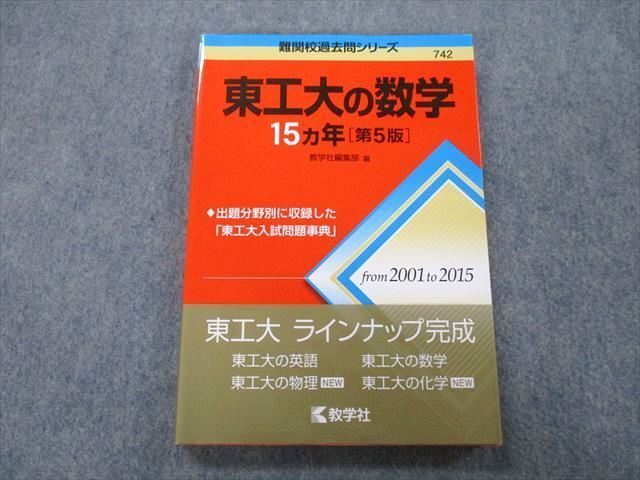 難関校過去問シリーズ
742
東工大の数学
15ヵ年［第5版］
教学社編集部 編
◆出題分野別に収録した
「東工大入試問題事典」
from 2001 to 2015
東工大 ラインナップ完成
東工大の英語 東工大の数学
東工大の物理 NEW 東工大の化学 NEW
教学社